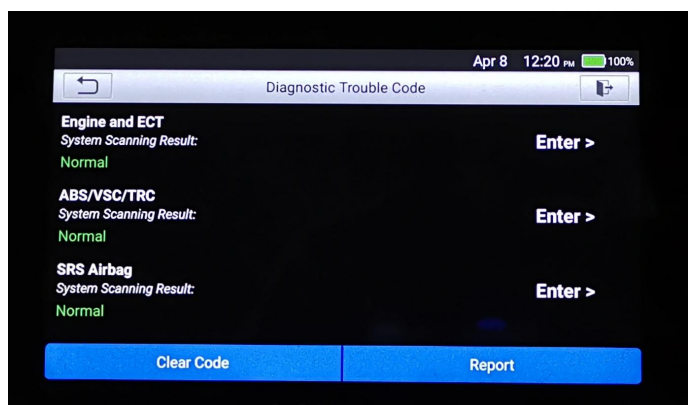 Apr 8 12:20 PM 100%
Diagnostic Trouble Code
Engine and ECT
System Scanning Result:
Enter >
Normal
ABS/VSC/TRC
System Scanning Result:
Enter >
Normal
SRS Airbag
System Scanning Result:
Enter >
Normal
Clear Code
Report